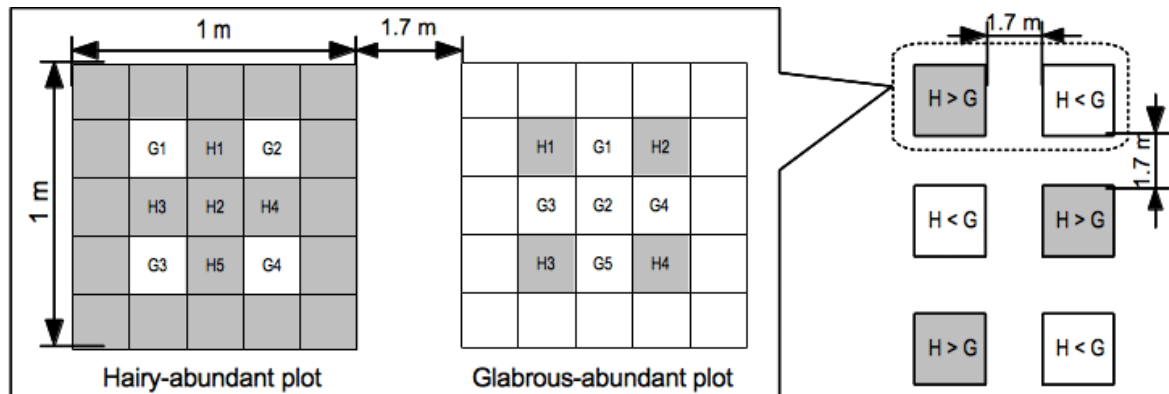 1 m
1.7 m
1 m
G1 H1 G2
H3 H2 H4
G3 H5 G4
Hairy-abundant plot
H1 G1 H2
G3 G2 G4
H3 G5 H4
Glabrous-abundant plot
1.7 m
H > G H < G
1.7 m
H < G H > G
H > G H < G